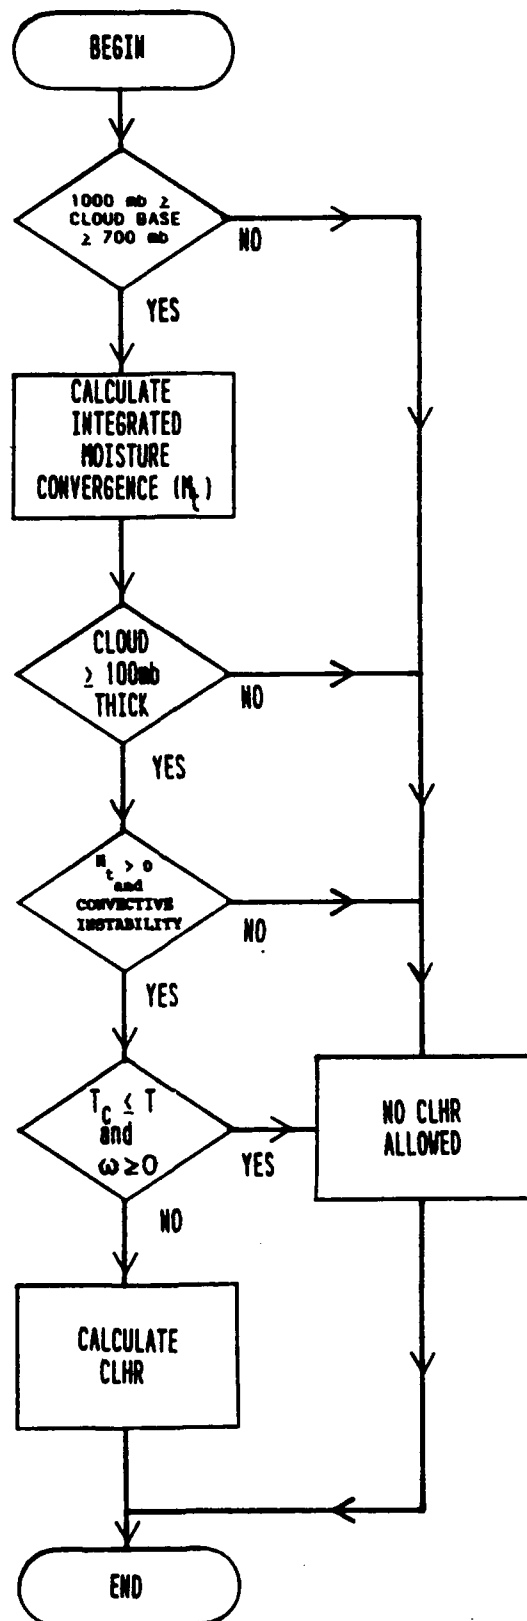 BEGIN
1000 mb ≥
CLOUD BASE
≥ 700 mb
NO
YES
CALCULATE
INTEGRATED
MOISTURE
CONVERGENCE (Mt)
CLOUD
≥ 100mb
THICK
NO
YES
Mt > 0
and
CONVECTIVE
INSTABILITY
NO
YES
Tc ≤ T
and
ω ≥ 0
YES
NO CLHR
ALLOWED
NO
CALCULATE
CLHR
END